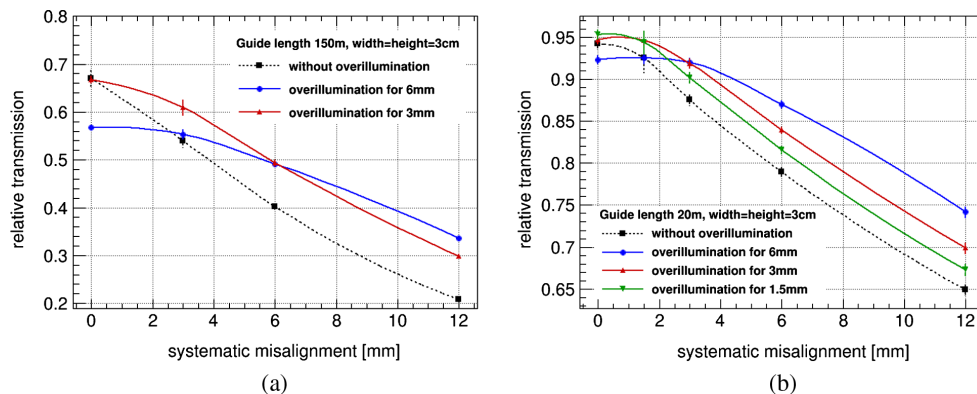 0.8
0.7
0.6
0.5
0.4
0.3
0.2
relative transmission
Guide length 150m, width=height=3cm
without overillumination
overillumination for 6mm
overillumination for 3mm
0 2 4 6 8 10 12
systematic misalignment [mm]
(a)
0.95
0.9
0.85
0.8
0.75
0.7
0.65
relative transmission
Guide length 20m, width=height=3cm
without overillumination
overillumination for 6mm
overillumination for 3mm
overillumination for 1.5mm
0 2 4 6 8 10 12
systematic misalignment [mm]
(b)